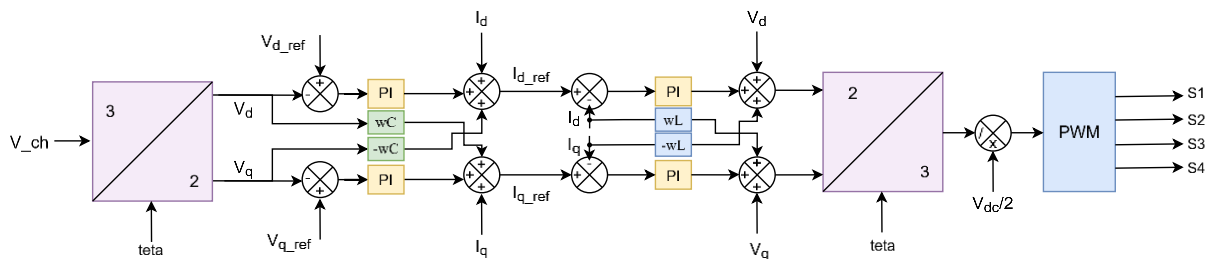 I_d
V_d
V_d_ref
3
V_d
PI
I_d_ref
PI
2
S1
wC
I_d
wL
S2
V_ch
PWM
-wC
I_q
-wL
S3
V_q
S4
2
PI
I_q_ref
PI
3
V_dc/2
teta
V_q_ref
I_q
V_q
teta